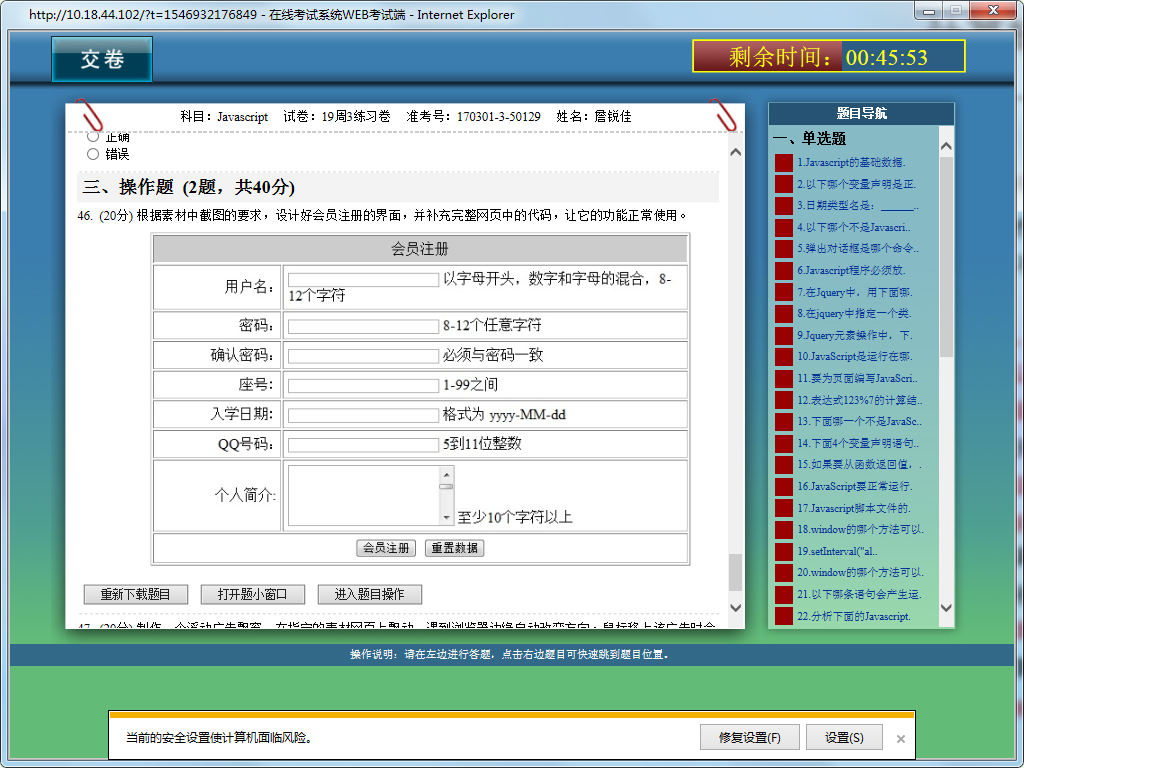 http://10.18.44.102/?t=1546932176849 - 在线考试系统WEB考试端 - Internet Explorer
交卷
剩余时间：00:45:53
科目：Javascript 试卷：19周3练习卷 准考号：170301-3-50129 姓名：詹锐佳
正确
错误
三、操作题 (2题，共40分)
46. (20分) 根据素材中截图的要求，设计好会员注册的界面，并补充完整网页中的代码，让它的功能正常使用。
会员注册
用户名： 以字母开头，数字和字母的混合，8-
12个字符
密码： 8-12个任意字符
确认密码： 必须与密码一致
座号： 1-99之间
入学日期： 格式为 yyyy-MM-dd
QQ号码： 5到11位整数
个人简介: 至少10个字符以上
会员注册 重置数据
重新下载题目 打开题小窗口 进入题目操作
47. (20分) 制作一个浮动广告飘窗，在指定的素材网页上飘动，遇到浏览器边缘自动改变方向；鼠标移上该广告时会
题目导航
一、单选题
1.Javascript的基础数据.
2.以下哪个变量声明是正.
3.日期类型名是：______..
4.以下哪个不是Javascri..
5.弹出对话框是哪个命令..
6.Javascript程序必须放.
7.在Jquery中，用下面哪.
8.在jquery中指定一个类.
9.Jquery元素操作中，下.
10.JavaScript是运行在哪.
11.要为页面编写JavaScri..
12.表达式123%7的计算结..
13.下面哪一个不是JavaSc..
14.下面4个变量声明语句..
15.如果要从函数返回值，.
16.JavaScript要正常运行.
17.Javascript脚本文件的.
18.window的哪个方法可以.
19.setInterval("al..
20.window的哪个方法可以.
21.以下哪条语句会产生运.
22.分析下面的Javascript.
操作说明：请在左边进行答题，点击右边题目可快速跳到题目位置。
当前的安全设置使计算机面临风险。
修复设置(F) 设置(S)